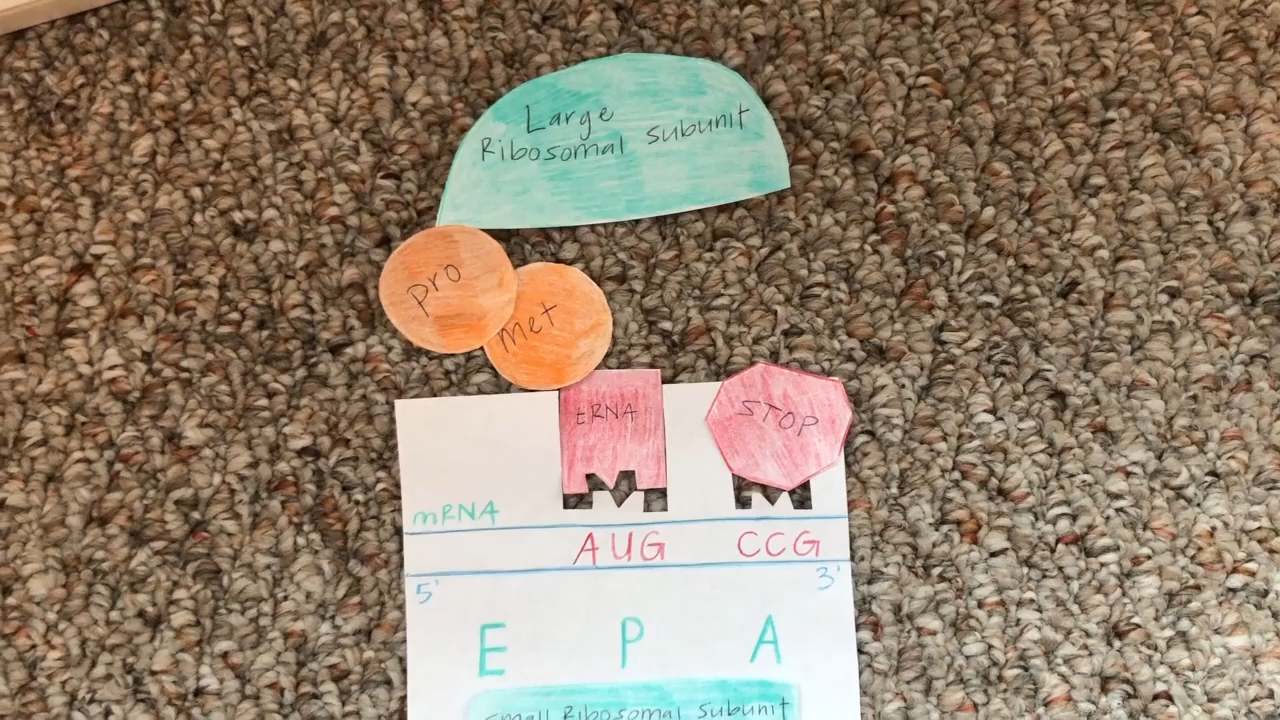 Large
Ribosomal subunit
pro
met
tRNA
STOP
mRNA
AUG CCG
5' 3'
E P A
Small Ribosomal Subunit